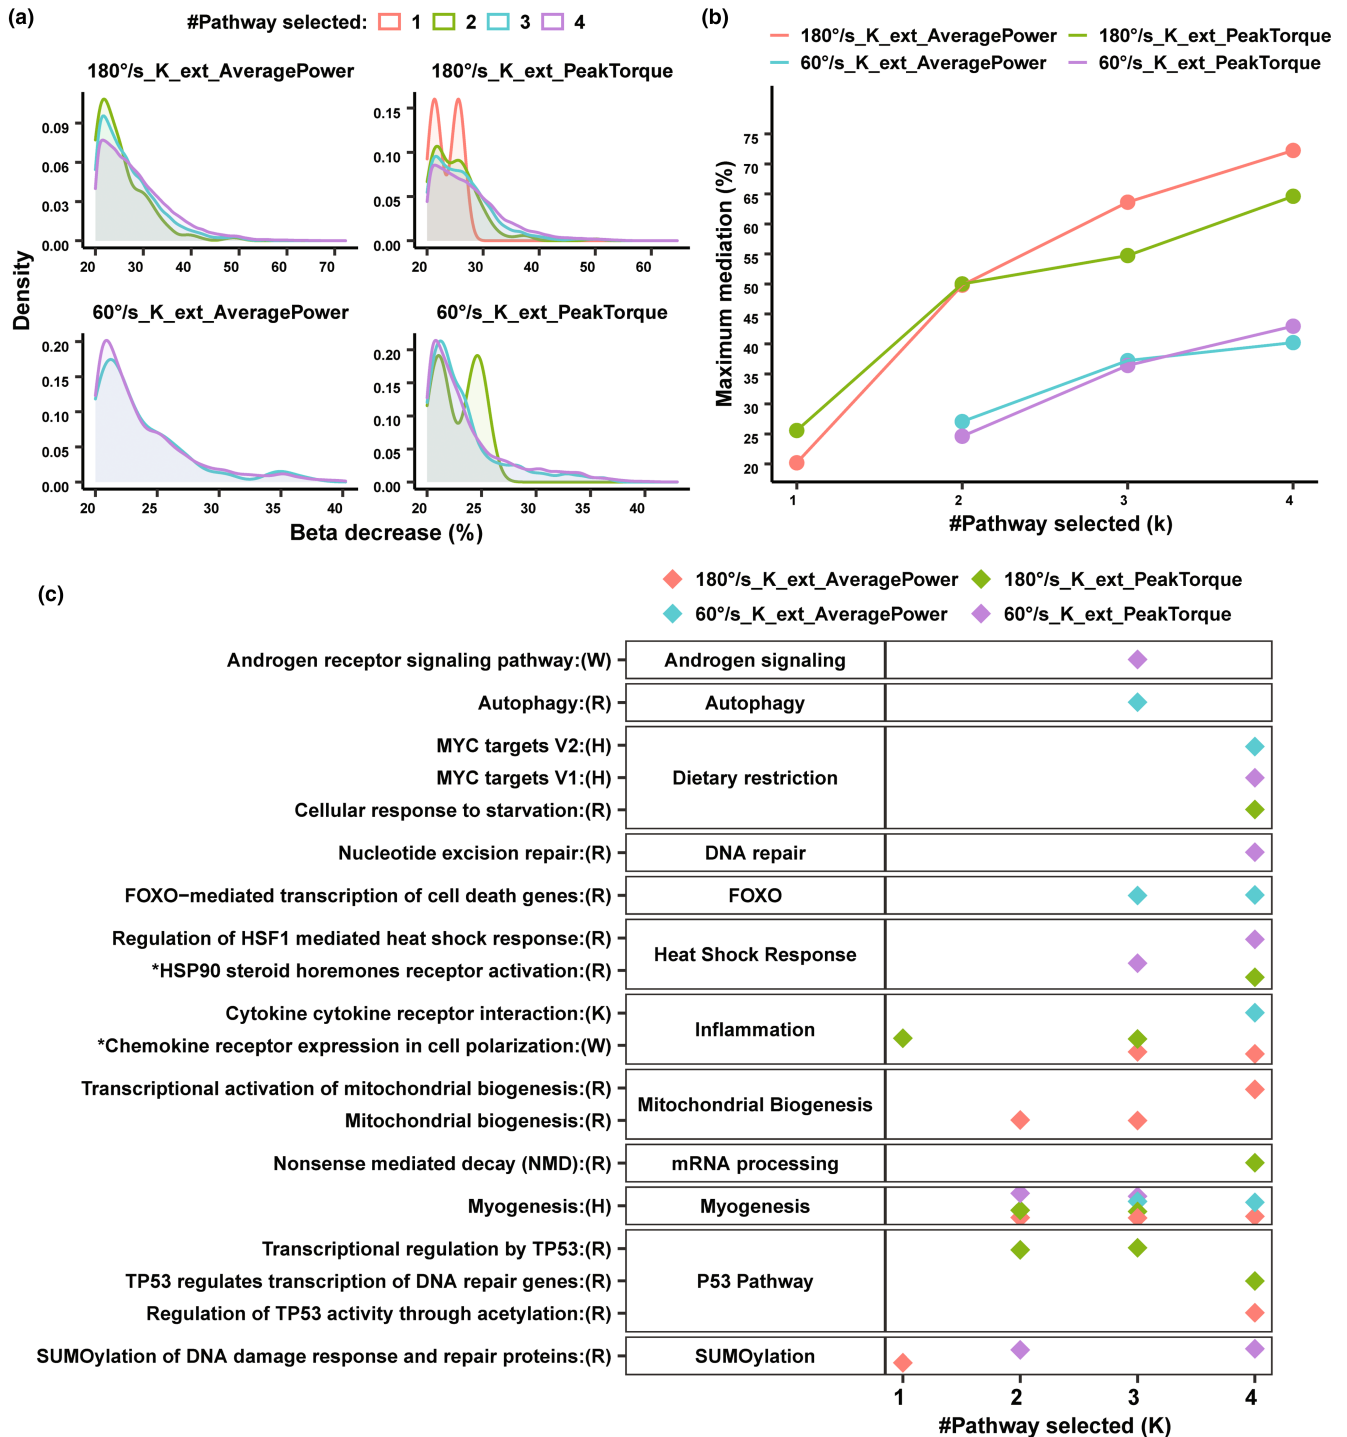 (a)
#Pathway selected: 1 2 3 4
180°/s_K_ext_AveragePower
180°/s_K_ext_PeakTorque
0.09
0.06
0.03
0.00
20 30 40 50 60 70
0.15
0.10
0.05
0.00
20 30 40 50 60
60°/s_K_ext_AveragePower
60°/s_K_ext_PeakTorque
0.20
0.15
0.10
0.05
0.00
20 25 30 35 40
0.20
0.15
0.10
0.05
0.00
20 25 30 35 40
Density
Beta decrease (%)
(b)
180°/s_K_ext_AveragePower 180°/s_K_ext_PeakTorque
60°/s_K_ext_AveragePower 60°/s_K_ext_PeakTorque
Maximum mediation (%)
75
70
65
60
55
50
45
40
35
30
25
20
1 2 3 4
#Pathway selected (k)
(c)
180°/s_K_ext_AveragePower 180°/s_K_ext_PeakTorque
60°/s_K_ext_AveragePower 60°/s_K_ext_PeakTorque
Androgen receptor signaling pathway:(W) Androgen signaling
Autophagy:(R) Autophagy
MYC targets V2:(H)
MYC targets V1:(H) Dietary restriction
Cellular response to starvation:(R)
Nucleotide excision repair:(R) DNA repair
FOXO−mediated transcription of cell death genes:(R) FOXO
Regulation of HSF1 mediated heat shock response:(R)
Heat Shock Response
*HSP90 steroid horemones receptor activation:(R)
Cytokine cytokine receptor interaction:(K)
Inflammation
*Chemokine receptor expression in cell polarization:(W)
Transcriptional activation of mitochondrial biogenesis:(R)
Mitochondrial Biogenesis
Mitochondrial biogenesis:(R)
Nonsense mediated decay (NMD):(R) mRNA processing
Myogenesis:(H) Myogenesis
Transcriptional regulation by TP53:(R)
TP53 regulates transcription of DNA repair genes:(R) P53 Pathway
Regulation of TP53 activity through acetylation:(R)
SUMOylation of DNA damage response and repair proteins:(R) SUMOylation
1 2 3 4
#Pathway selected (K)